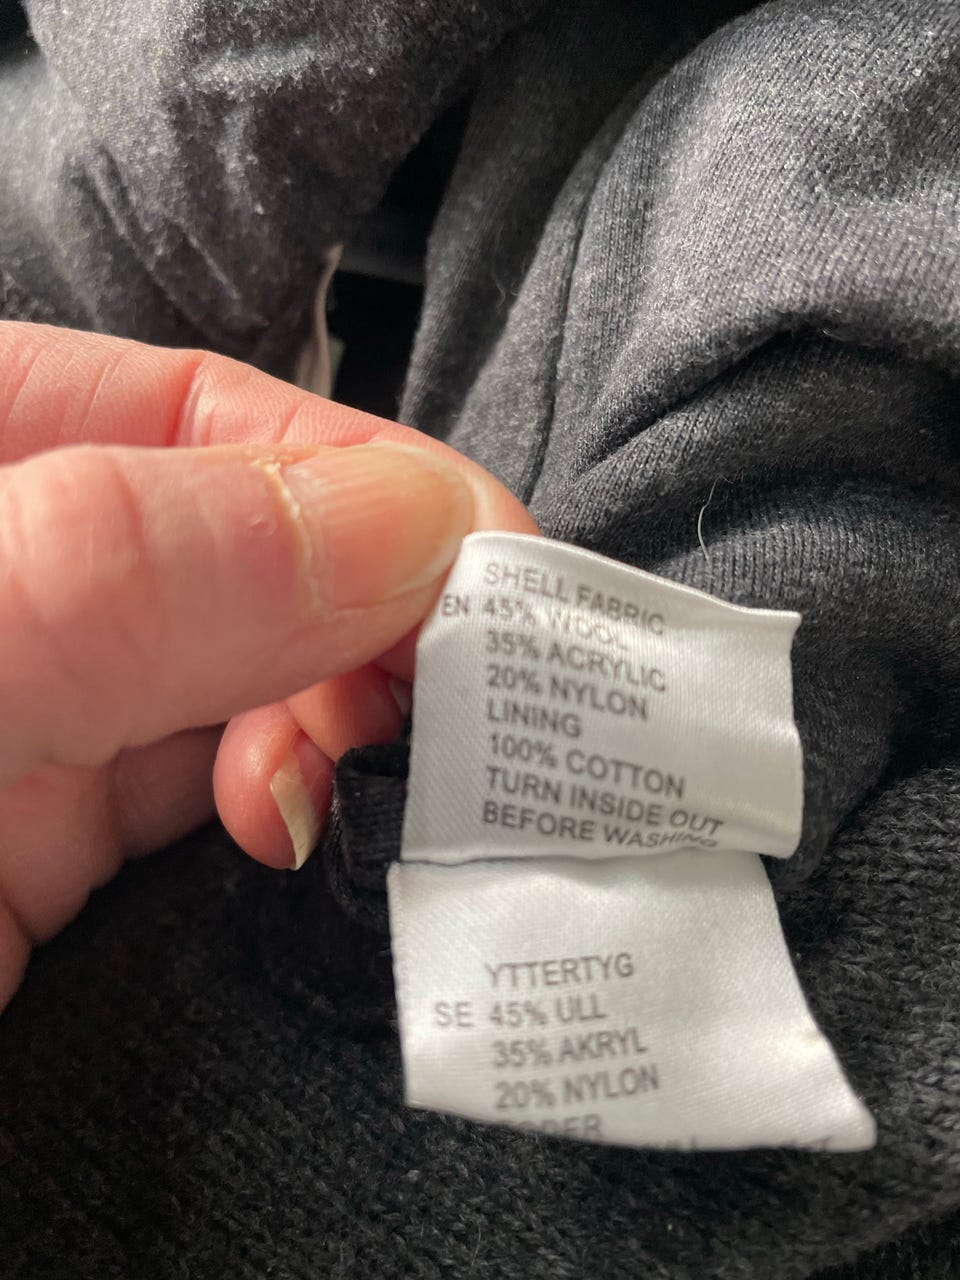 SHELL FABRIC
EN 45% WOOL
35% ACRYLIC
20% NYLON
LINING
100% COTTON
TURN INSIDE OUT
BEFORE WASHING
YTTERTYG
SE 45% ULL
35% AKRYL
20% NYLON